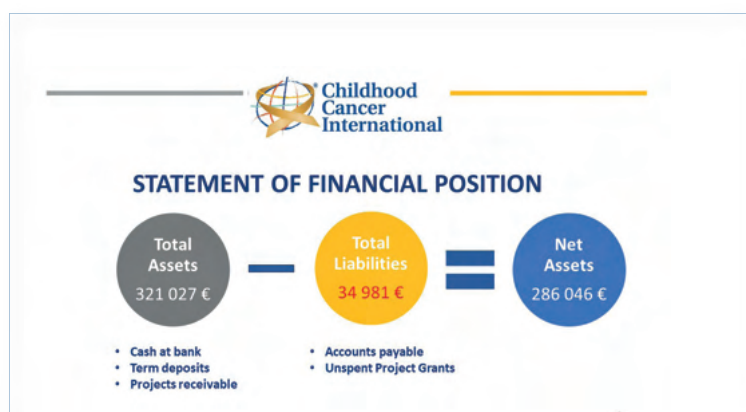 Childhood
Cancer
International
STATEMENT OF FINANCIAL POSITION
Total
Assets
321 027 €
Total
Liabilities
34 981 €
Net
Assets
286 046 €
• Cash at bank
• Term deposits
• Projects receivable
• Accounts payable
• Unspent Project Grants